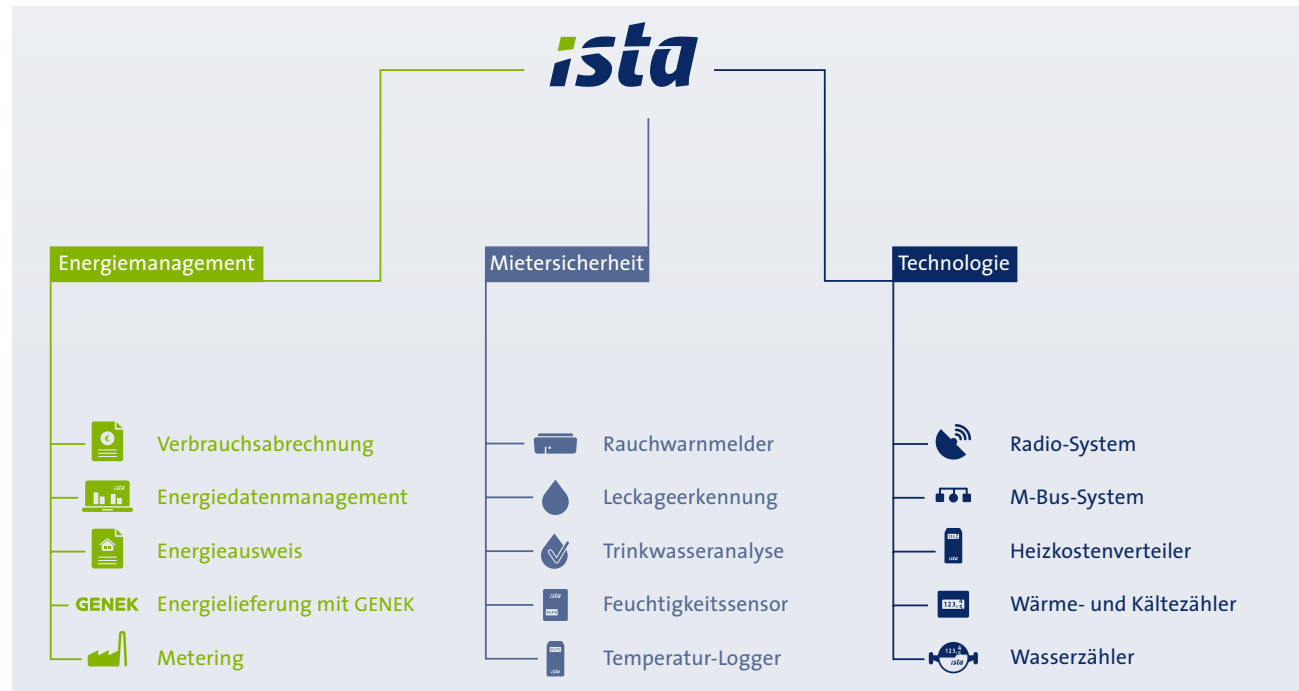 ista
Energiemanagement
Verbrauchsabrechnung
Energiedatenmanagement
Energieausweis
GENEK Energielieferung mit GENEK
Metering
Mietersicherheit
Rauchwarnmelder
Leckageerkennung
Trinkwasseranalyse
Feuchtigkeitssensor
Temperatur-Logger
Technologie
Radio-System
M-Bus-System
Heizkostenverteiler
Wärme- und Kältezähler
Wasserzähler